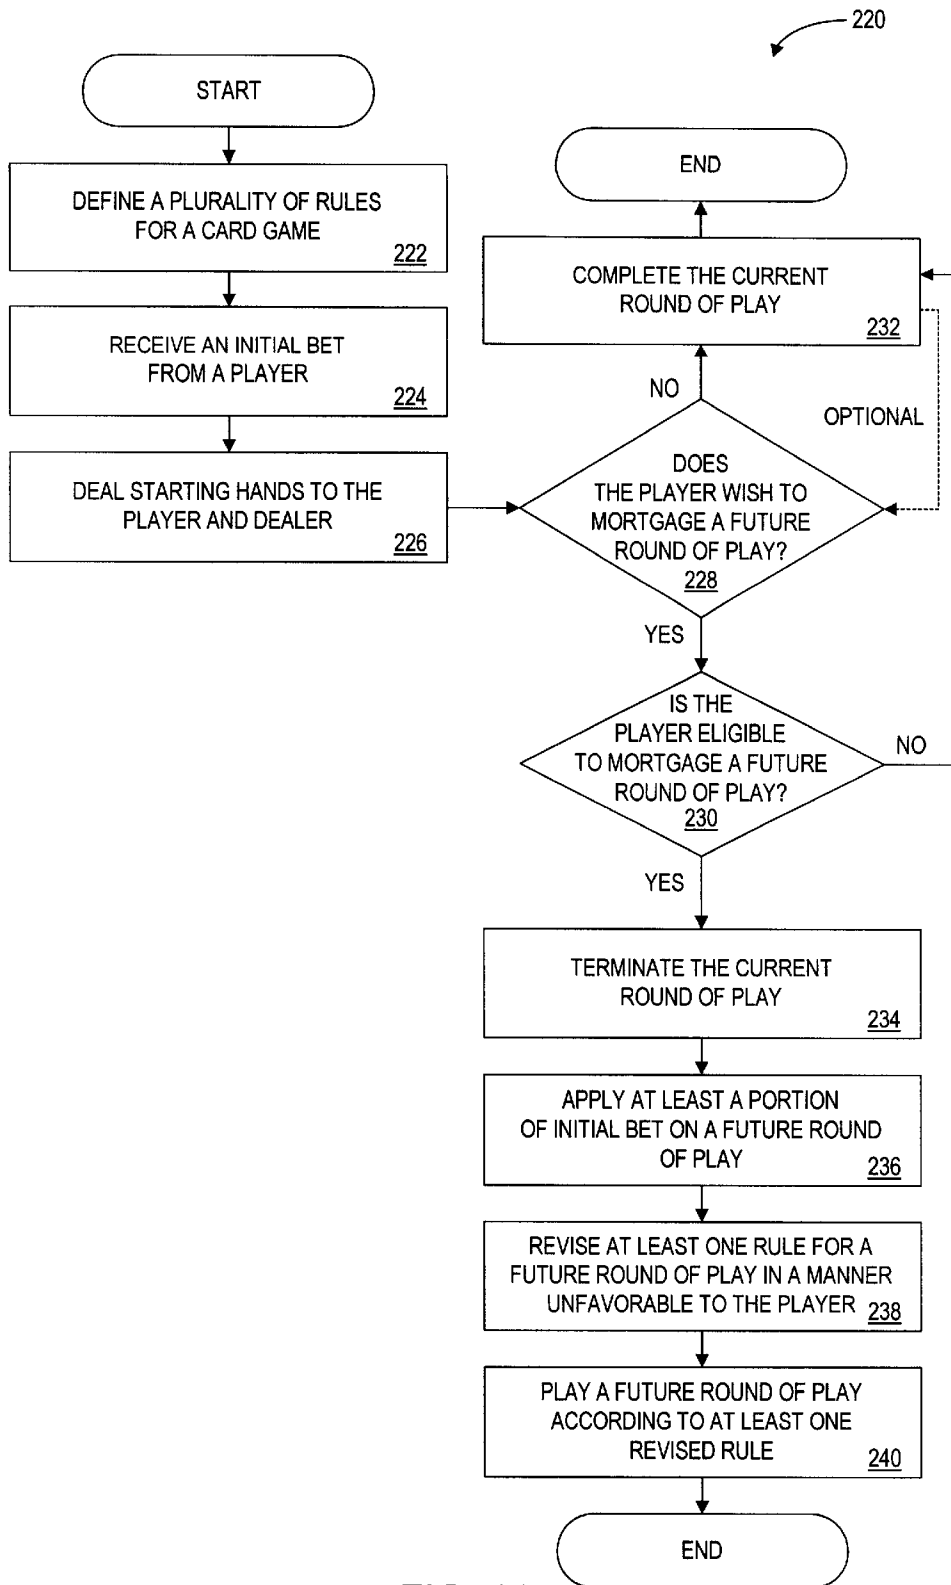 220
START
DEFINE A PLURALITY OF RULES
FOR A CARD GAME
222
RECEIVE AN INITIAL BET
FROM A PLAYER
224
DEAL STARTING HANDS TO THE
PLAYER AND DEALER
226
END
COMPLETE THE CURRENT
ROUND OF PLAY
232
NO
OPTIONAL
DOES
THE PLAYER WISH TO
MORTGAGE A FUTURE
ROUND OF PLAY?
228
YES
IS THE
PLAYER ELIGIBLE
TO MORTGAGE A FUTURE
ROUND OF PLAY?
230
NO
YES
TERMINATE THE CURRENT
ROUND OF PLAY
234
APPLY AT LEAST A PORTION
OF INITIAL BET ON A FUTURE ROUND
OF PLAY
236
REVISE AT LEAST ONE RULE FOR A
FUTURE ROUND OF PLAY IN A MANNER
UNFAVORABLE TO THE PLAYER
238
PLAY A FUTURE ROUND OF PLAY
ACCORDING TO AT LEAST ONE
REVISED RULE
240
END